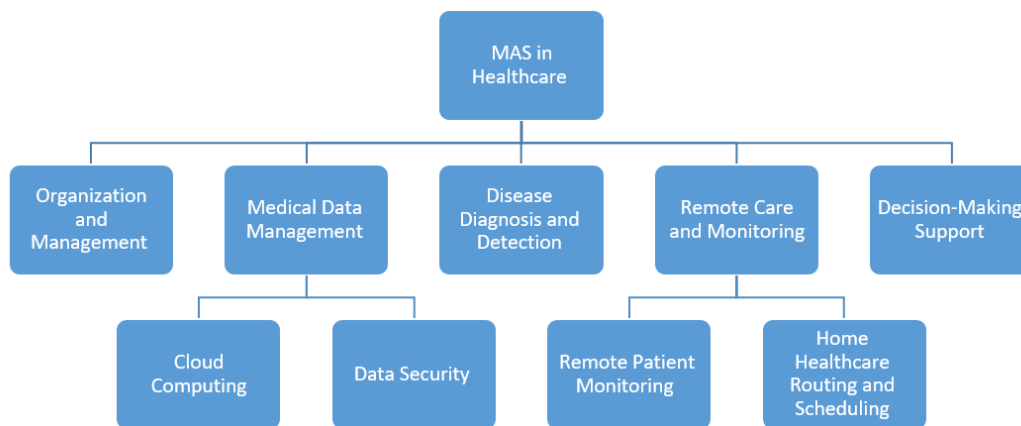 MAS in
Healthcare
Organization
and
Management
Medical Data
Management
Disease
Diagnosis and
Detection
Remote Care
and Monitoring
Decision-Making
Support
Cloud
Computing
Data Security
Remote Patient
Monitoring
Home
Healthcare
Routing and
Scheduling